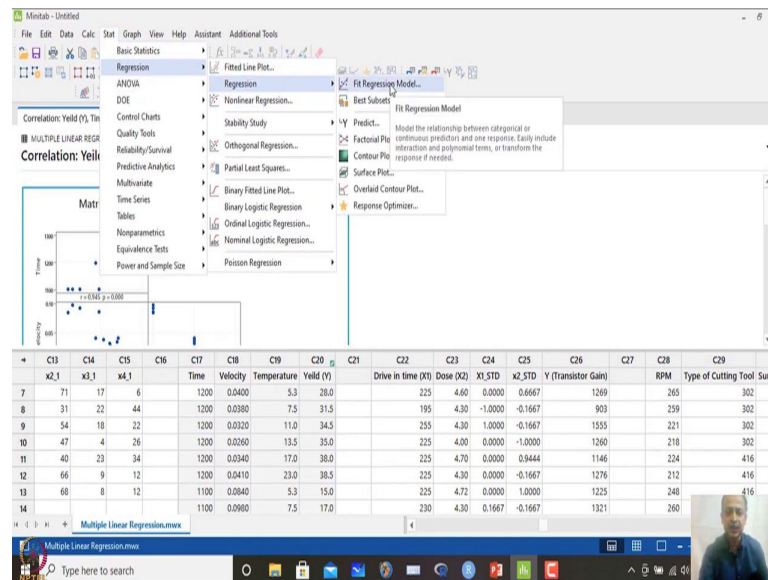 Minitab - Untitled
File Edit Data Calc Stat Graph View Help Assistant Additional Tools
Basic Statistics
Regression
ANOVA
DOE
Control Charts
Quality Tools
Reliability/Survival
Predictive Analytics
Multivariate
Time Series
Tables
Nonparametrics
Equivalence Tests
Power and Sample Size
Fitted Line Plot...
Regression
Nonlinear Regression...
Stability Study
Orthogonal Regression...
Partial Least Squares...
Binary Fitted Line Plot...
Binary Logistic Regression
Ordinal Logistic Regression...
Nominal Logistic Regression...
Poisson Regression
Fit Regression Model...
Best Subsets
Predict...
Factorial Plo
Contour Plo
Surface Plot...
Overlaid Contour Plot...
Response Optimizer...
Fit Regression Model
Model the relationship between categorical or
continuous predictors and one response. Easily include
interaction and polynomial terms, or transform the
response if needed.
Correlation: Yeild (Y), Tin
MULTIPLE LINEAR REGR
Correlation: Yeil
Matr
1300
1200
1100
Time
r = 0.945 p = 0.000
0.10
0.05
elocity
C13 C14 C15 C16 C17 C18 C19 C20 C21 C22 C23 C24 C25 C26 C27 C28 C29
x2_1 x3_1 x4_1 Time Velocity Temperature Yeild (Y) Drive in time (X1) Dose (X2) X1_STD x2_STD Y (Transistor Gain) RPM Type of Cutting Tool Sur
7 71 17 6 1200 0.0400 5.3 28.0 225 4.60 0.0000 0.6667 1269 265 302
8 31 22 44 1200 0.0380 7.5 31.5 195 4.30 -1.0000 -0.1667 903 259 302
9 54 18 22 1200 0.0320 11.0 34.5 255 4.30 1.0000 -0.1667 1555 221 302
10 47 4 26 1200 0.0260 13.5 35.0 225 4.00 0.0000 -1.0000 1260 218 302
11 40 23 34 1200 0.0340 17.0 38.0 225 4.70 0.0000 0.9444 1146 224 416
12 66 9 12 1200 0.0410 23.0 38.5 225 4.30 0.0000 -0.1667 1276 212 416
13 68 8 12 1100 0.0840 5.3 15.0 225 4.72 0.0000 1.0000 1225 248 416
14 1100 0.0980 7.5 17.0 230 4.30 0.1667 -0.1667 1321 260
Multiple Linear Regression.mwx
Multiple Linear Regression.mwx
Type here to search
NPTEL